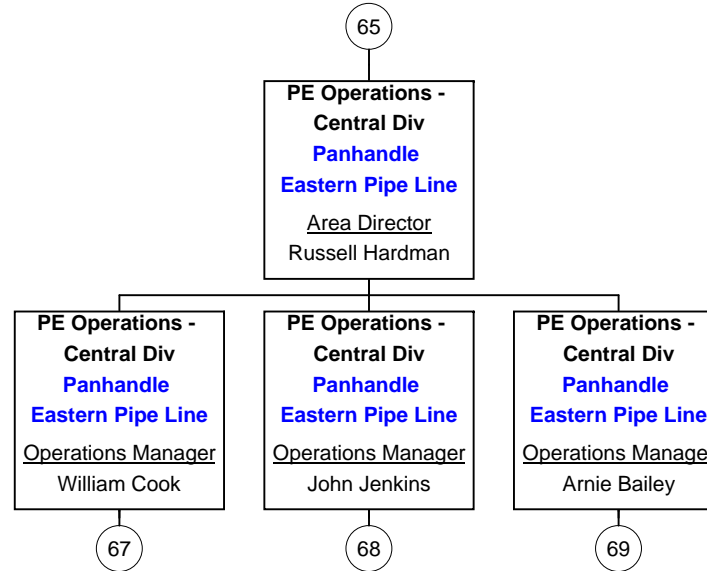 65
PE Operations -
Central Div
Panhandle
Eastern Pipe Line
Area Director
Russell Hardman
PE Operations -
Central Div
Panhandle
Eastern Pipe Line
Operations Manager
William Cook
67
PE Operations -
Central Div
Panhandle
Eastern Pipe Line
Operations Manager
John Jenkins
68
PE Operations -
Central Div
Panhandle
Eastern Pipe Line
Operations Manage
Arnie Bailey
69